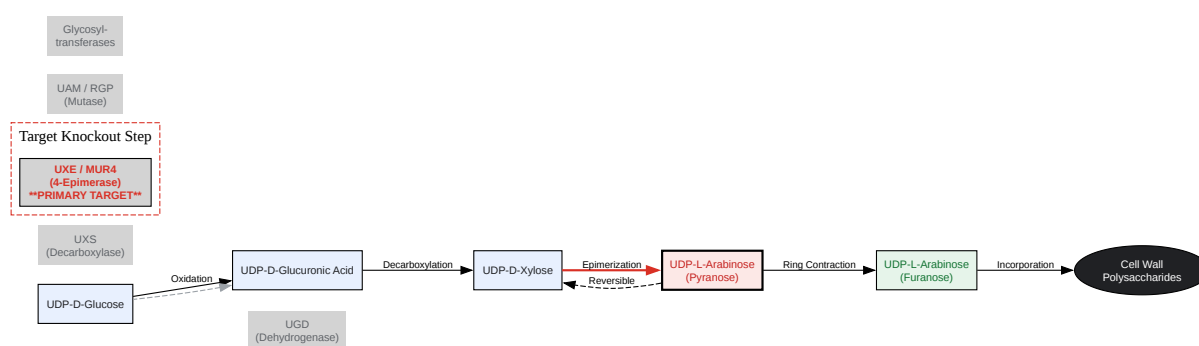 Glycosyl-
transferases
UAM / RGP
(Mutase)
Target Knockout Step
UXE / MUR4
(4-Epimerase)
**PRIMARY TARGET**
UXS
(Decarboxylase)
UDP-D-Glucose
Oxidation
UDP-D-Glucuronic Acid
UGD
(Dehydrogenase)
Decarboxylation
UDP-D-Xylose
Epimerization
Reversible
UDP-L-Arabinose
(Pyranose)
Ring Contraction
UDP-L-Arabinose
(Furanose)
Incorporation
Cell Wall
Polysaccharides